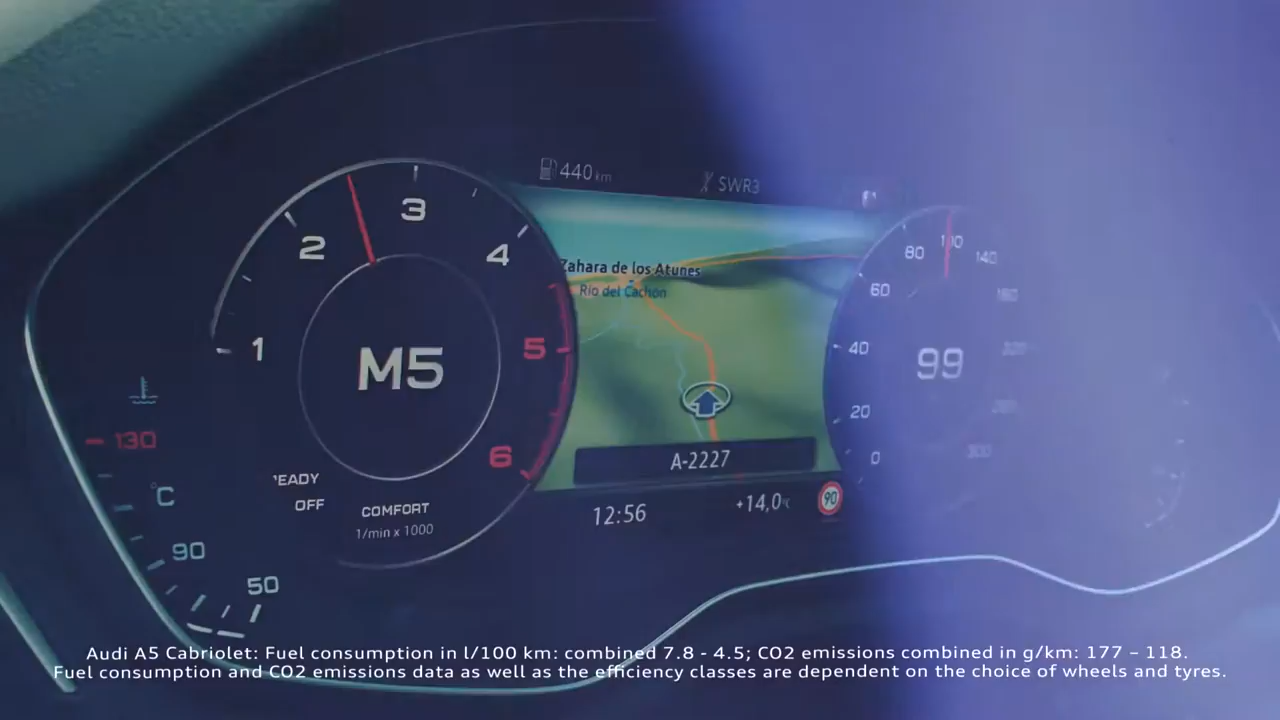 440 km
SWR3
Zahara de los Atunes
Río del Cachón
1
2
3
4
5
6
M5
COMFORT
1/min x 1000
OFF
130
°C
90
50
A-2227
12:56
+14,0°C
90
0
20
40
60
80
100
140
99
Audi A5 Cabriolet: Fuel consumption in l/100 km: combined 7.8 - 4.5; CO2 emissions combined in g/km: 177 – 118.
Fuel consumption and CO2 emissions data as well as the efficiency classes are dependent on the choice of wheels and tyres.